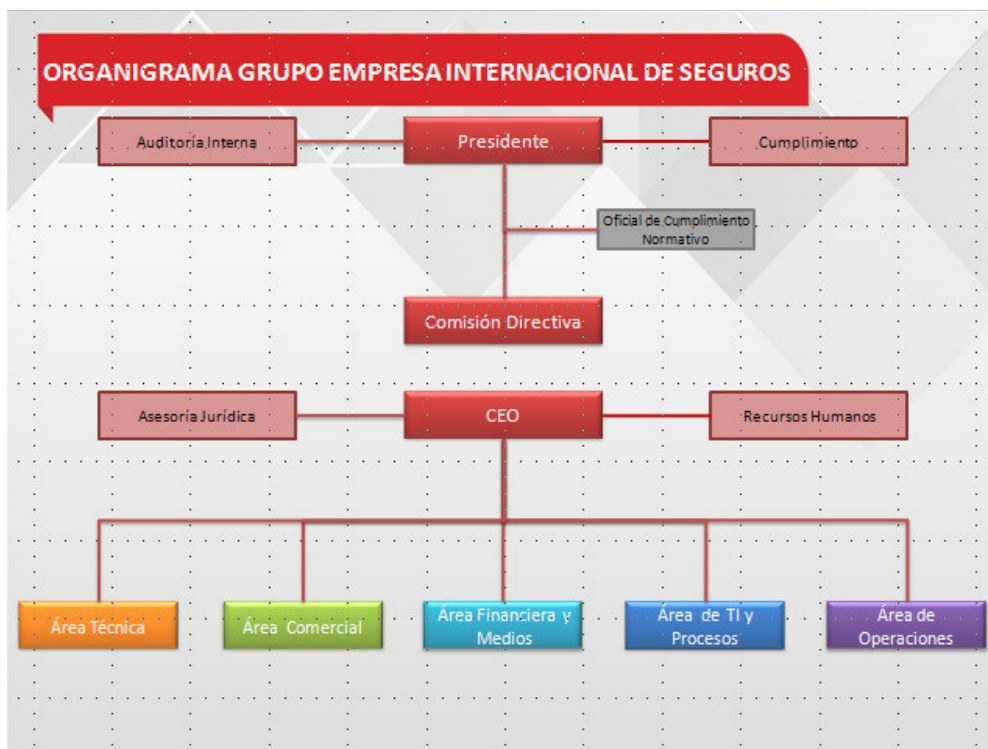 ORGANIGRAMA GRUPO EMPRESA INTERNACIONAL DE SEGUROS
Auditoría Interna
Presidente
Cumplimiento
Oficial de Cumplimiento
Normativo
Comisión Directiva
Asesoría Jurídica
CEO
Recursos Humanos
Área Técnica
Área Comercial
Área Financiera y
Medios
Área de TI y
Procesos
Área de
Operaciones